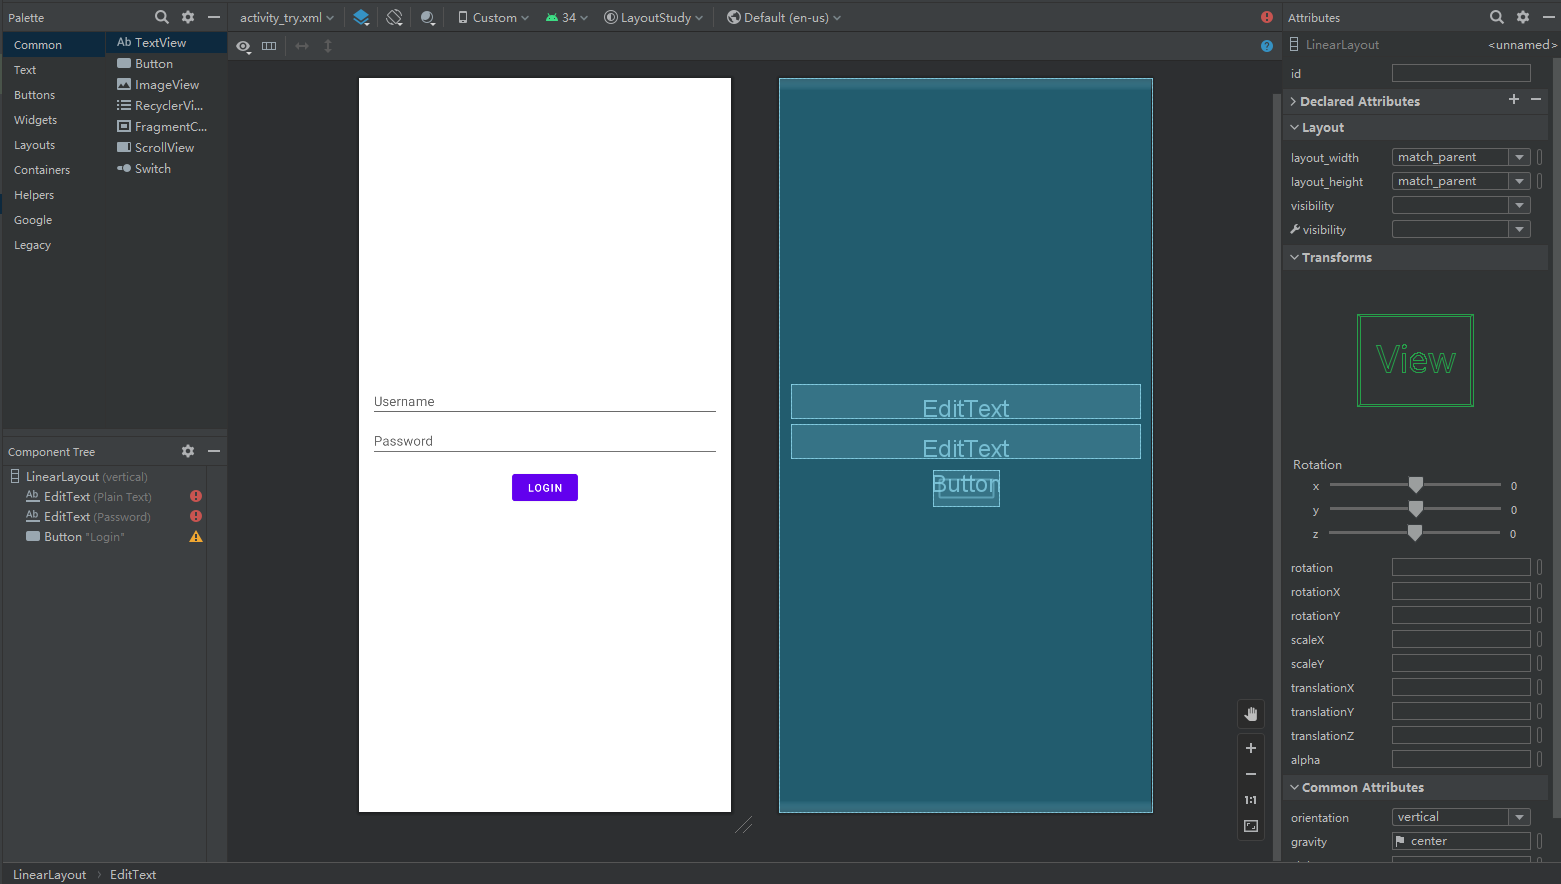 Palette
Common
Text
Buttons
Widgets
Layouts
Containers
Helpers
Google
Legacy
Ab TextView
Button
ImageView
RecyclerVi...
FragmentC...
ScrollView
Switch
Component Tree
LinearLayout (vertical)
Ab EditText (Plain Text)
Ab EditText (Password)
Button "Login"
activity_try.xml
Custom
34
LayoutStudy
Default (en-us)
Username
Password
LOGIN
EditText
EditText
Button
1:1
Attributes
LinearLayout <unnamed>
id
Declared Attributes
Layout
layout_width match_parent
layout_height match_parent
visibility
visibility
Transforms
View
Rotation
x 0
y 0
z 0
rotation
rotationX
rotationY
scaleX
scaleY
translationX
translationY
translationZ
alpha
Common Attributes
orientation vertical
gravity center
LinearLayout > EditText